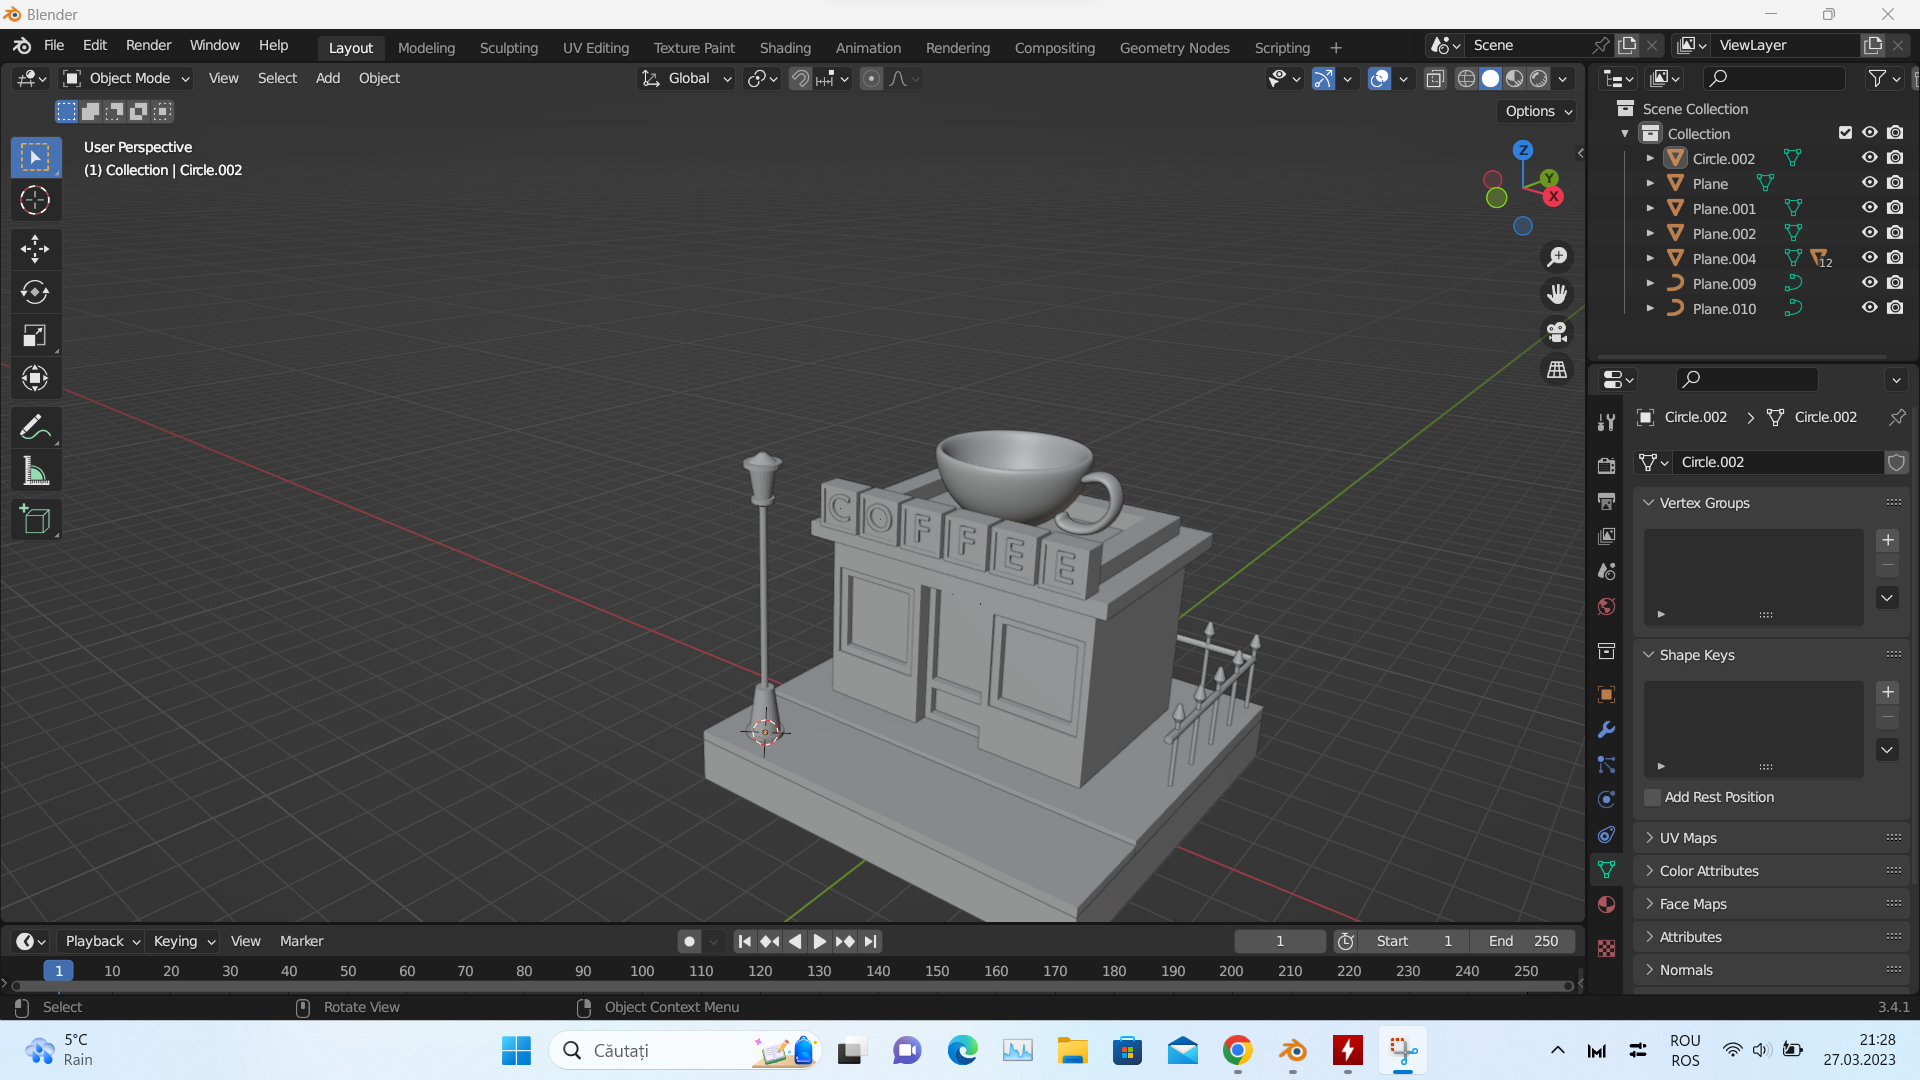 Blender
File Edit Render Window Help Layout Modeling Sculpting UV Editing Texture Paint Shading Animation Rendering Compositing Geometry Nodes Scripting + Scene ViewLayer
Object Mode View Select Add Object Global
Options
User Perspective
(1) Collection | Circle.002
Z
Y
X
COFFEE
Scene Collection
Collection
Circle.002
Plane
Plane.001
Plane.002
Plane.004 12
Plane.009
Plane.010
Circle.002 > Circle.002
Circle.002
Vertex Groups
Shape Keys
Add Rest Position
UV Maps
Color Attributes
Face Maps
Attributes
Normals
Playback Keying View Marker 1 Start 1 End 250
1 10 20 30 40 50 60 70 80 90 100 110 120 130 140 150 160 170 180 190 200 210 220 230 240 250
Select Rotate View Object Context Menu 3.4.1
5°C
Rain
Căutați
ROU
ROS
21:28
27.03.2023